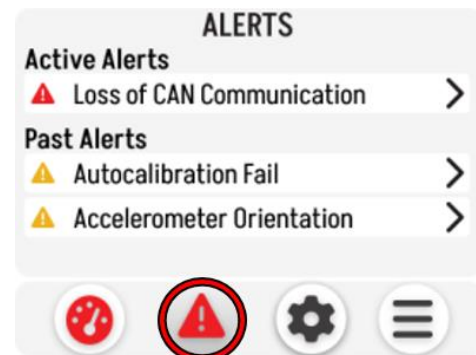 ALERTS
Active Alerts
Loss of CAN Communication
Past Alerts
Autocalibration Fail
Accelerometer Orientation